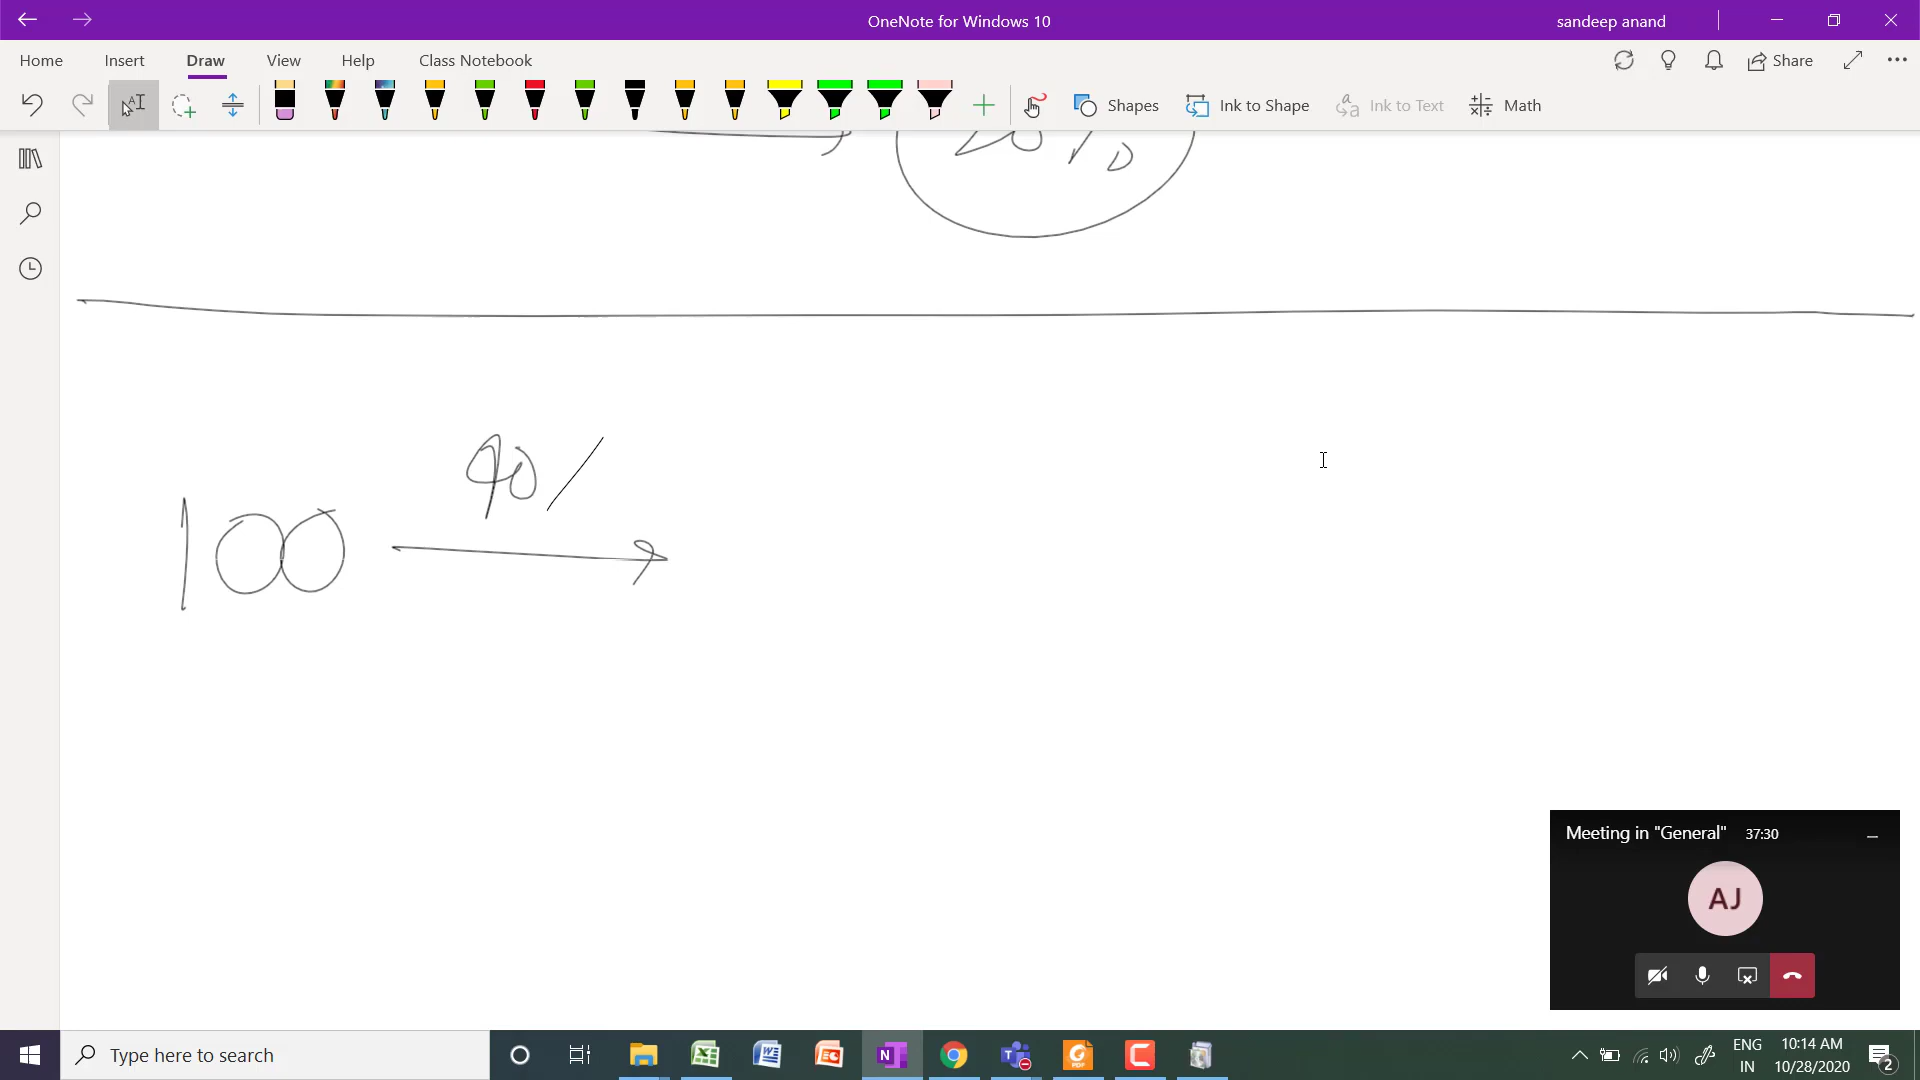 OneNote for Windows 10
sandeep anand
Home Insert Draw View Help Class Notebook
Share
Shapes Ink to Shape Ink to Text Math
20%
90/
100
Meeting in "General" 37:30
AJ
Type here to search
ENG
IN
10:14 AM
10/28/2020
2